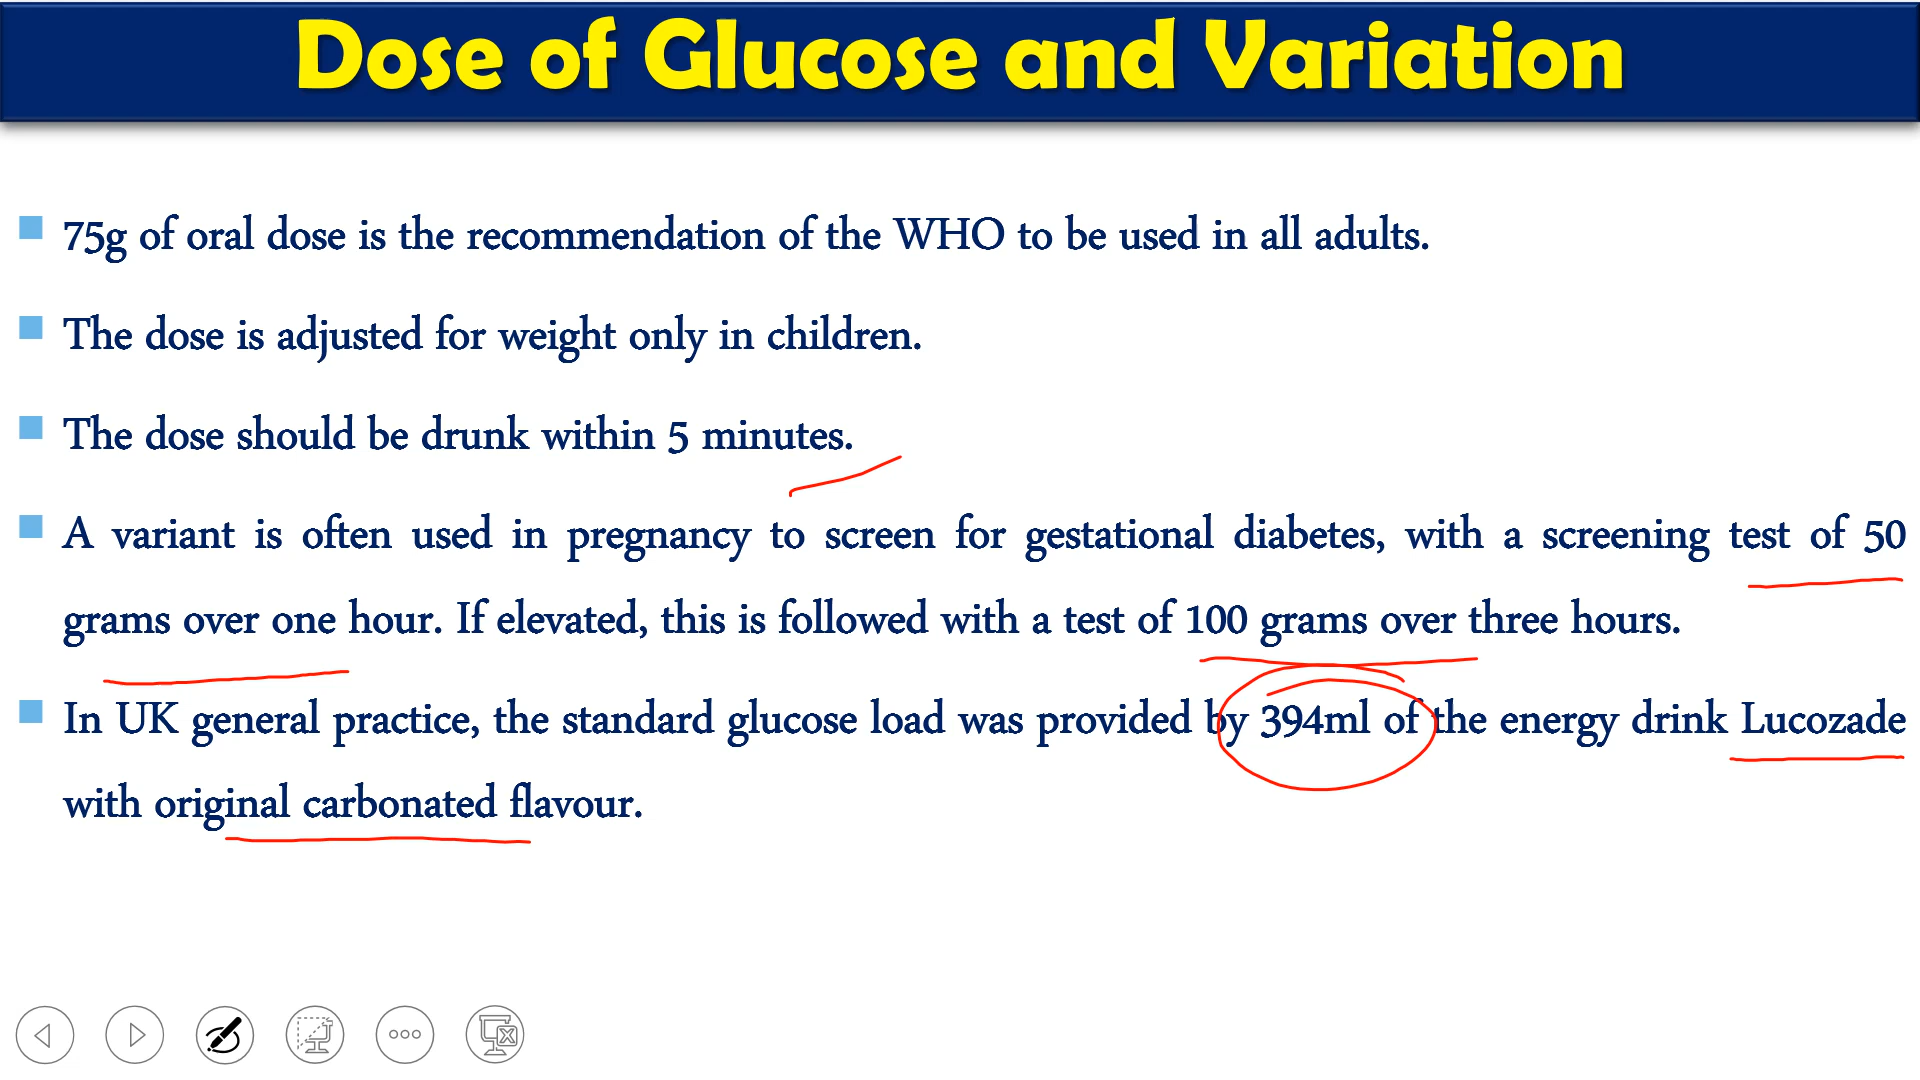 Dose of Glucose and Variation
75g of oral dose is the recommendation of the WHO to be used in all adults.
The dose is adjusted for weight only in children.
The dose should be drunk within 5 minutes.
A variant is often used in pregnancy to screen for gestational diabetes, with a screening test of 50
grams over one hour. If elevated, this is followed with a test of 100 grams over three hours.
In UK general practice, the standard glucose load was provided by 394ml of the energy drink Lucozade
with original carbonated flavour.